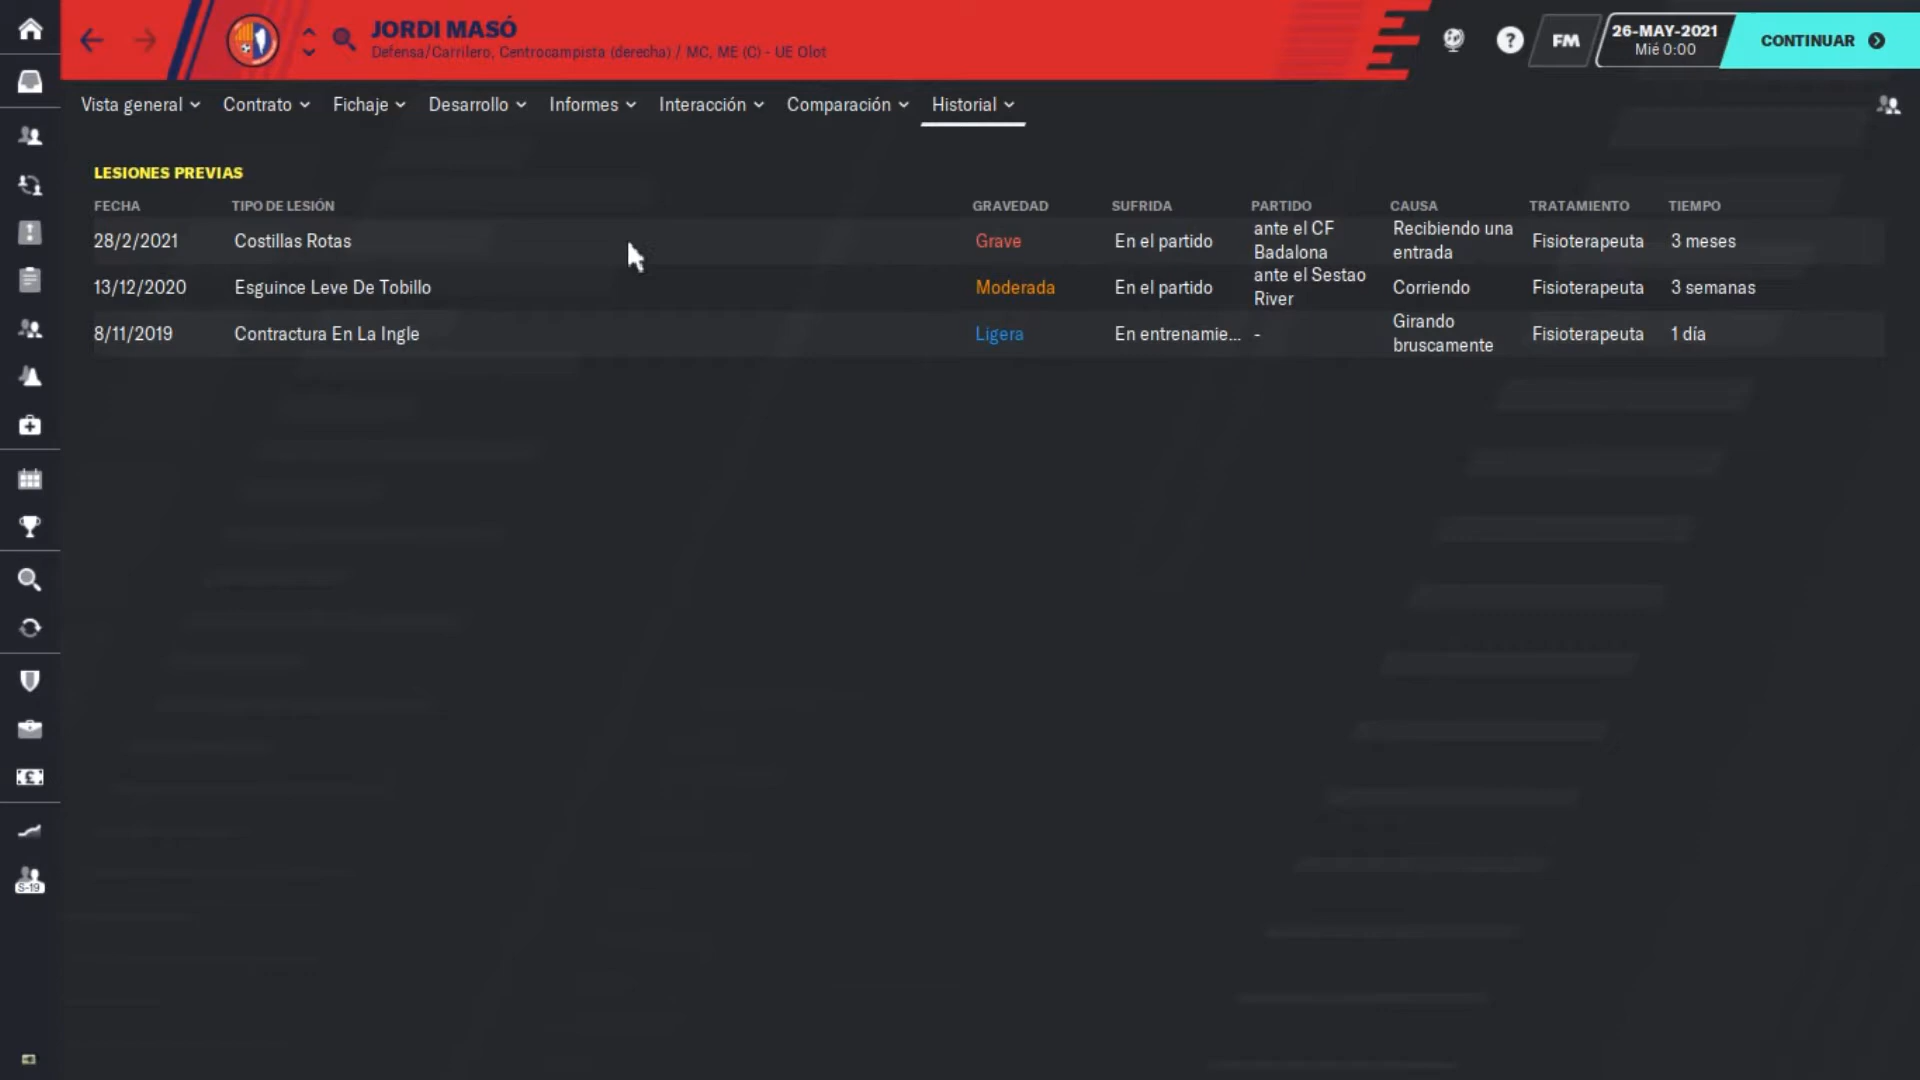 JORDI MASÓ
Defensa/Carrilero, Centrocampista (derecha) / MC, ME (C) - UE Olot
?
FM
26-MAY-2021
Mié 0:00
CONTINUAR
Vista general Contrato Fichaje Desarrollo Informes Interacción Comparación Historial
LESIONES PREVIAS
FECHA TIPO DE LESIÓN GRAVEDAD SUFRIDA PARTIDO CAUSA TRATAMIENTO TIEMPO
28/2/2021 Costillas Rotas Grave En el partido ante el CF Badalona Recibiendo una entrada Fisioterapeuta 3 meses
13/12/2020 Esguince Leve De Tobillo Moderada En el partido ante el Sestao River Corriendo Fisioterapeuta 3 semanas
8/11/2019 Contractura En La Ingle Ligera En entrenamie... - Girando bruscamente Fisioterapeuta 1 día
S-19